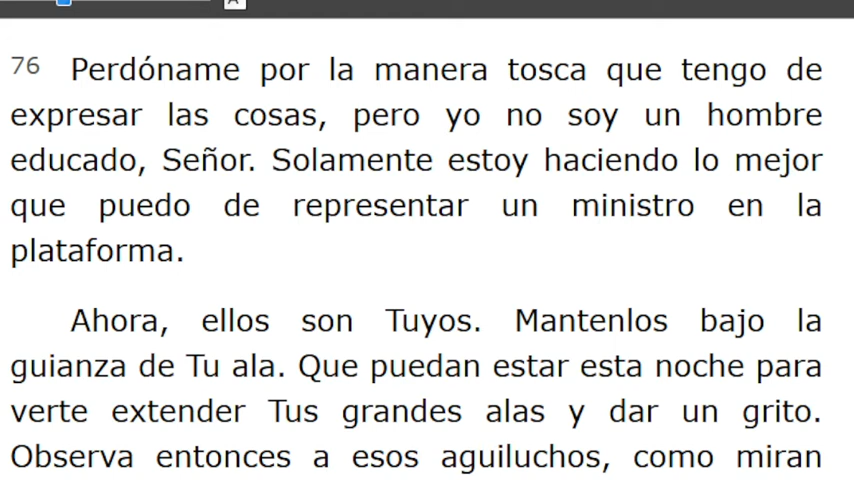 76 Perdóname por la manera tosca que tengo de
expresar las cosas, pero yo no soy un hombre
educado, Señor. Solamente estoy haciendo lo mejor
que puedo de representar un ministro en la
plataforma.
Ahora, ellos son Tuyos. Mantenlos bajo la
guianza de Tu ala. Que puedan estar esta noche para
verte extender Tus grandes alas y dar un grito.
Observa entonces a esos aguiluchos, como miran